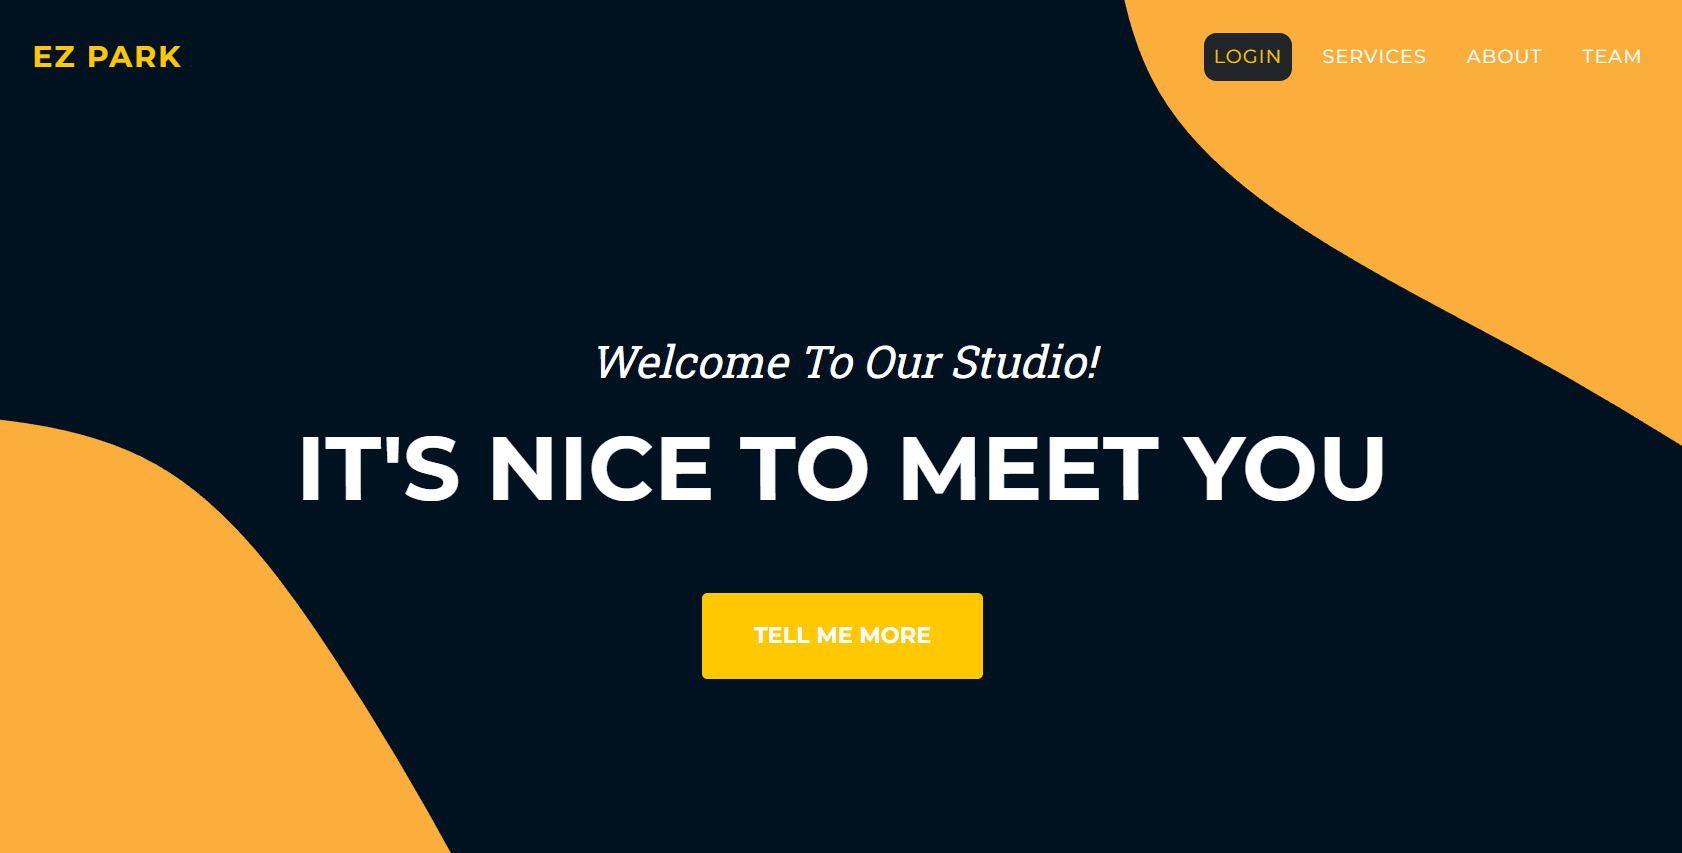 EZ PARK
LOGIN SERVICES ABOUT TEAM
Welcome To Our Studio!
IT'S NICE TO MEET YOU
TELL ME MORE